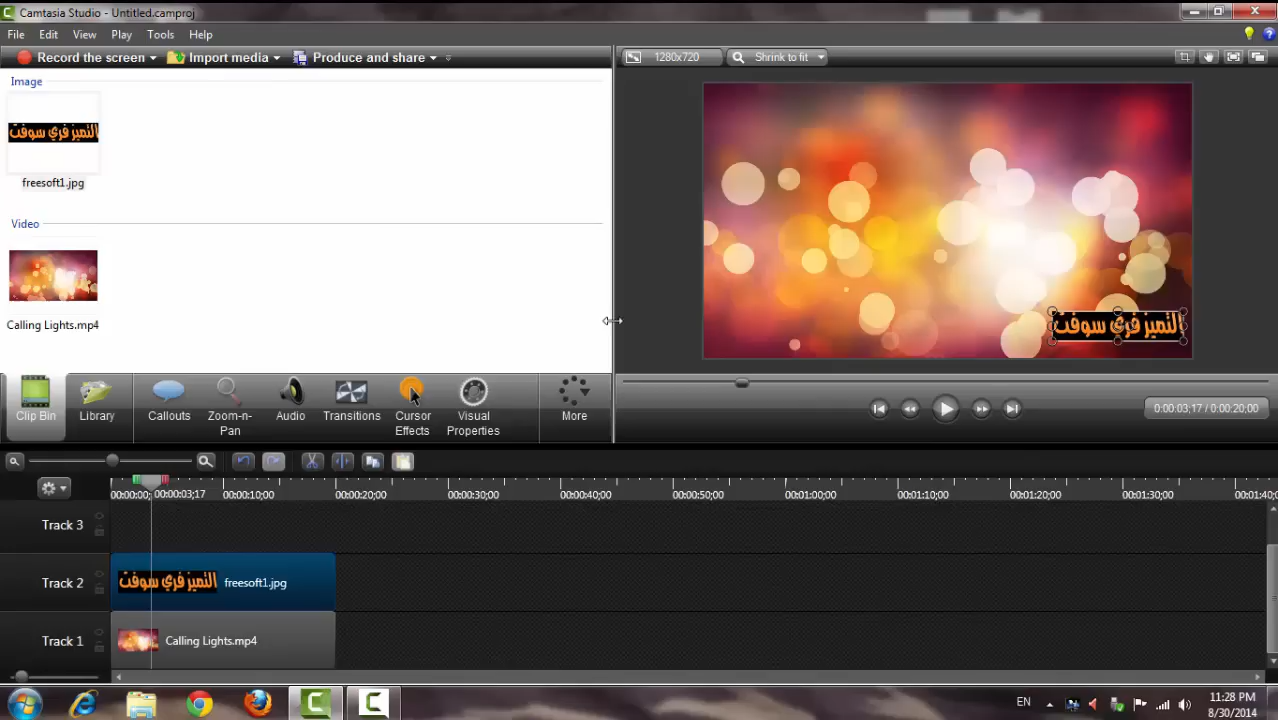 Camtasia Studio - Untitled.camproj
File Edit View Play Tools Help
Record the screen Import media Produce and share
1280x720 Shrink to fit
Image
التميز فري سوفت
freesoft1.jpg
Video
Calling Lights.mp4
التميز فري سوفت
Clip Bin Library Callouts Zoom-n-Pan Audio Transitions Cursor Effects Visual Properties More
0:00:03;17 / 0:00:20;00
00:00:00; 00:00:03;17 00:00:10;00 00:00:20;00 00:00:30;00 00:00:40;00 00:00:50;00 00:01:00;00 00:01:10;00 00:01:20;00 00:01:30;00 00:01:40;0
Track 3
Track 2 التميز فري سوفت freesoft1.jpg
Track 1 Calling Lights.mp4
EN 11:28 PM
8/30/2014